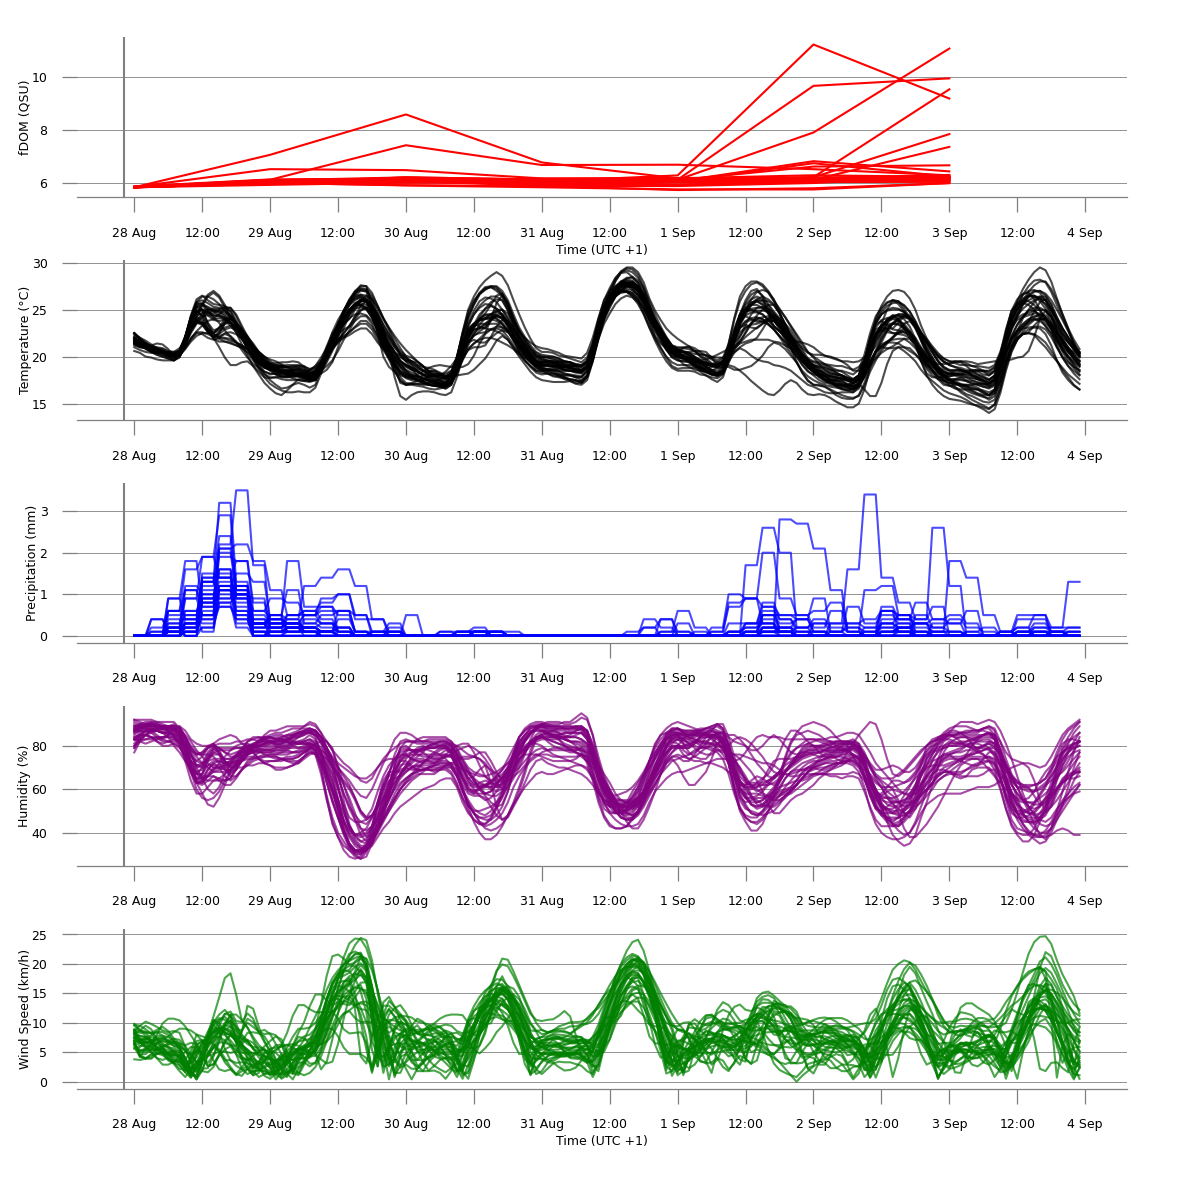 10
8
6
fDOM (QSU)
28 Aug 12:00 29 Aug 12:00 30 Aug 12:00 31 Aug 12:00 1 Sep 12:00 2 Sep 12:00 3 Sep 12:00 4 Sep
Time (UTC +1)
30
25
20
15
Temperature (°C)
28 Aug 12:00 29 Aug 12:00 30 Aug 12:00 31 Aug 12:00 1 Sep 12:00 2 Sep 12:00 3 Sep 12:00 4 Sep
3
2
1
0
Precipitation (mm)
28 Aug 12:00 29 Aug 12:00 30 Aug 12:00 31 Aug 12:00 1 Sep 12:00 2 Sep 12:00 3 Sep 12:00 4 Sep
80
60
40
Humidity (%)
28 Aug 12:00 29 Aug 12:00 30 Aug 12:00 31 Aug 12:00 1 Sep 12:00 2 Sep 12:00 3 Sep 12:00 4 Sep
25
20
15
10
5
0
Wind Speed (km/h)
28 Aug 12:00 29 Aug 12:00 30 Aug 12:00 31 Aug 12:00 1 Sep 12:00 2 Sep 12:00 3 Sep 12:00 4 Sep
Time (UTC +1)